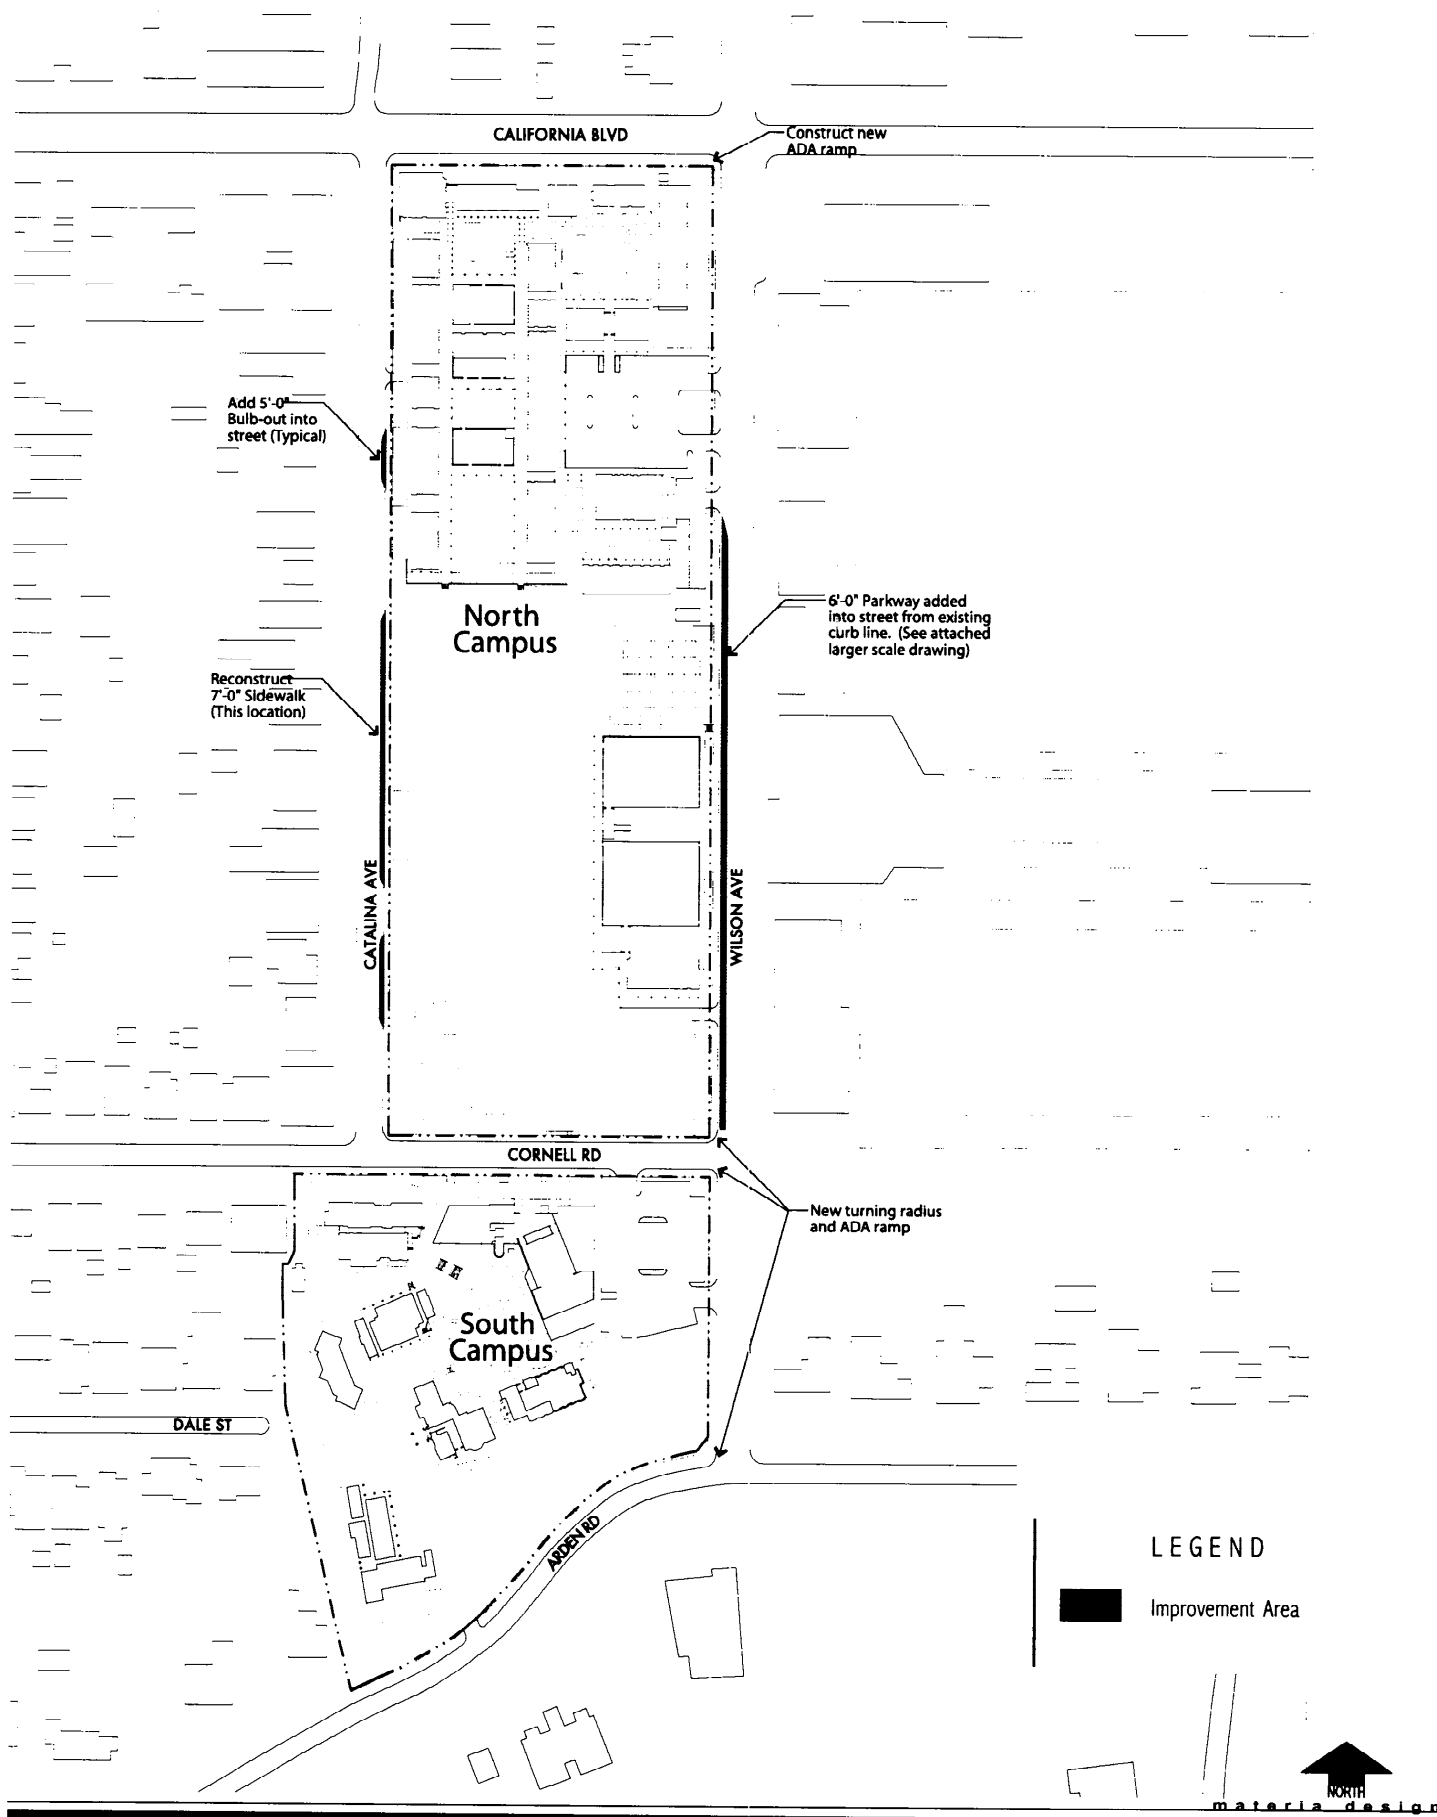 CALIFORNIA BLVD
Construct new
ADA ramp
Add 5'-0"
Bulb-out into
street (Typical)
North
Campus
6'-0" Parkway added
into street from existing
curb line. (See attached
larger scale drawing)
Reconstruct
7'-0" Sidewalk
(This location)
CATALINA AVE
WILSON AVE
CORNELL RD
New turning radius
and ADA ramp
South
Campus
DALE ST
ARDEN RD
LEGEND
Improvement Area
NORTH
materia design